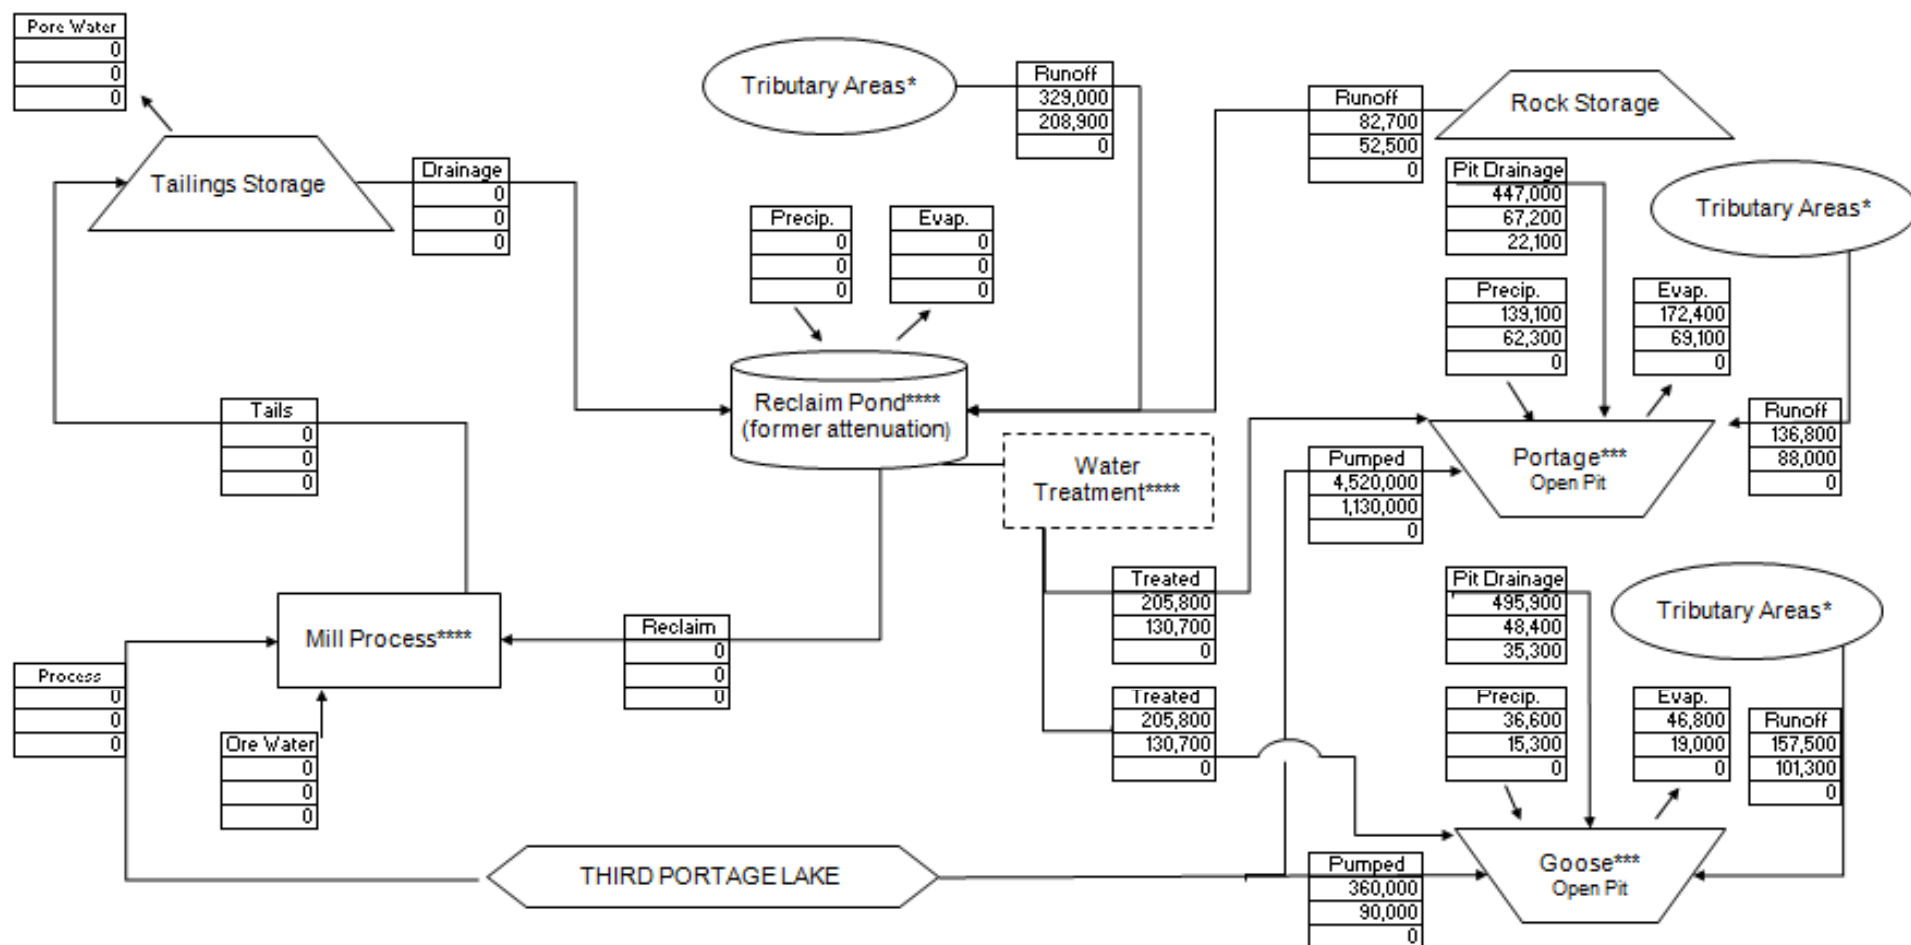 Pore Water
0
0
0
Tributary Areas*
Runoff
329,000
208,900
0
Runoff
82,700
52,500
0
Rock Storage
Tailings Storage
Drainage
0
0
0
Pit Drainage
447,000
67,200
22,100
Tributary Areas*
Precip.
0
0
0
Evap.
0
0
0
Precip.
139,100
62,300
0
Evap.
172,400
69,100
0
Tails
0
0
0
Reclaim Pond****
(former attenuation)
Water
Treatment****
Pumped
4,520,000
1,130,000
0
Portage***
Open Pit
Runoff
136,800
88,000
0
Mill Process****
Reclaim
0
0
0
Treated
205,800
130,700
0
Pit Drainage
495,900
48,400
35,300
Tributary Areas*
Process
0
0
0
Ore Water
0
0
0
Treated
205,800
130,700
0
Precip.
36,600
15,300
0
Evap.
46,800
19,000
0
Runoff
157,500
101,300
0
THIRD PORTAGE LAKE
Pumped
360,000
90,000
0
Goose***
Open Pit